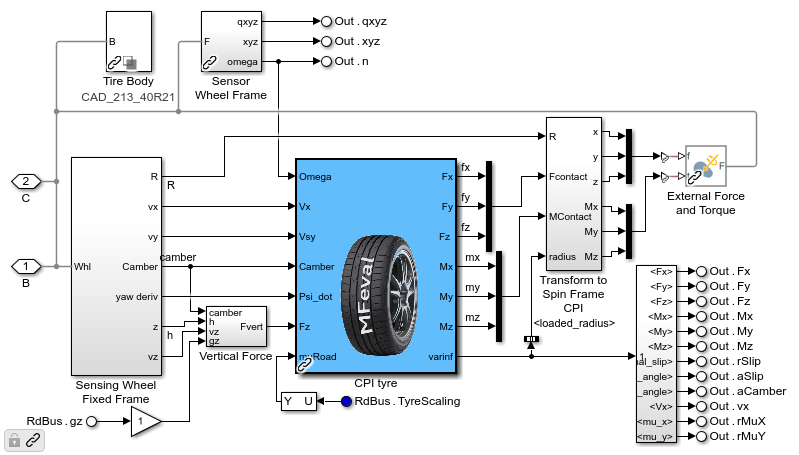 B
Tire Body
CAD_213_40R21
F
qxyz
xyz
omega
Sensor
Wheel Frame
Out.qxyz
Out.xyz
Out.n
2
C
1
B
Whl
R
vx
vy
Camber
yaw deriv
z
vz
Sensing Wheel
Fixed Frame
R
camber
h
camber
h
vz
gz
Fvert
Vertical Force
RdBus.gz
1
Omega
Vx
Vsy
Camber
Psi_dot
Fz
muRoad
Fx
Fy
Fz
Mx
My
Mz
varinf
MFeval
CPI tyre
Y U
RdBus.TyreScaling
fx
fy
fz
mx
my
mz
R
Fcontact
MContact
radius
x
y
z
Mx
My
Mz
Transform to
Spin Frame
CPI
<loaded_radius>
f
t
F
External Force
and Torque
1
<Fx>
<Fy>
<Fz>
<Mx>
<My>
<Mz>
al_slip>
_angle>
_angle>
<Vx>
<mu_x>
<mu_y>
Out.Fx
Out.Fy
Out.Fz
Out.Mx
Out.My
Out.Mz
Out.rSlip
Out.aSlip
Out.aCamber
Out.vx
Out.rMuX
Out.rMuY